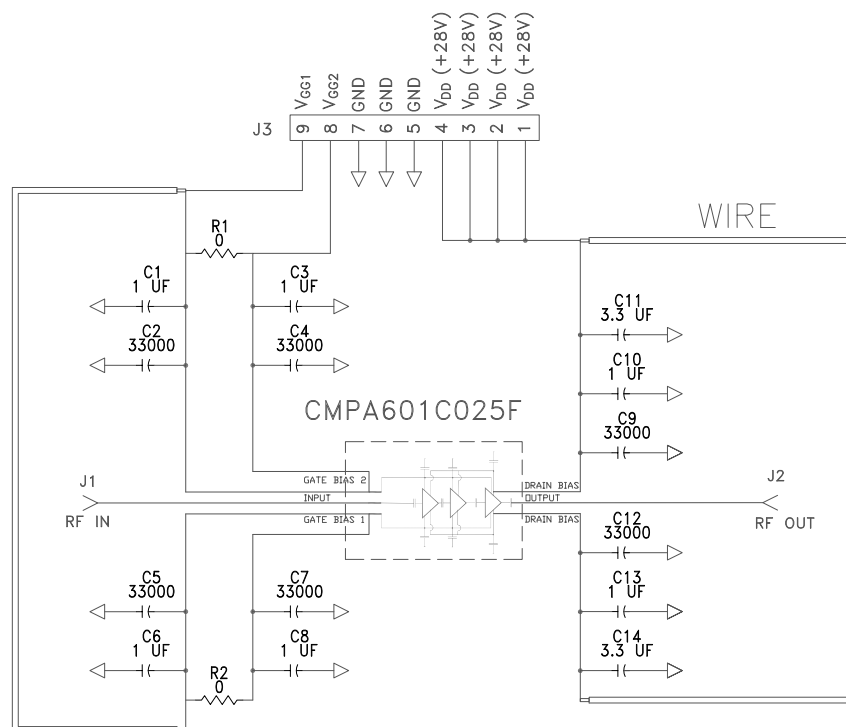 VGG1
VGG2
GND
GND
GND
VDD (+28V)
VDD (+28V)
VDD (+28V)
VDD (+28V)
J3
9 8 7 6 5 4 3 2 1
WIRE
R1
0
C1
1 UF
C3
1 UF
C2
33000
C4
33000
C11
3.3 UF
C10
1 UF
C9
33000
CMPA601C025F
J1
RF IN
GATE BIAS 2
INPUT
GATE BIAS 1
DRAIN BIAS
OUTPUT
DRAIN BIAS
J2
RF OUT
C12
33000
C5
33000
C7
33000
C13
1 UF
C6
1 UF
C8
1 UF
C14
3.3 UF
R2
0